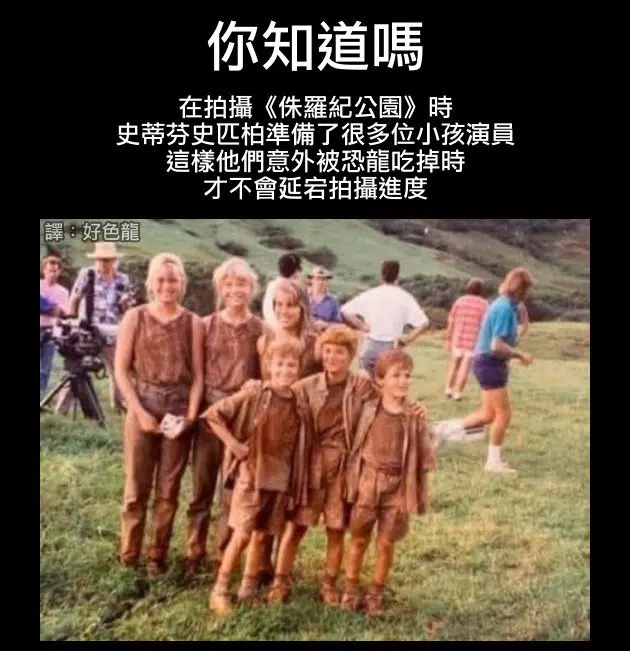 你知道嗎
在拍攝《侏羅紀公園》時
史蒂芬史匹柏準備了很多位小孩演員
這樣他們意外被恐龍吃掉時
才不會延宕拍攝進度
譯：好色龍